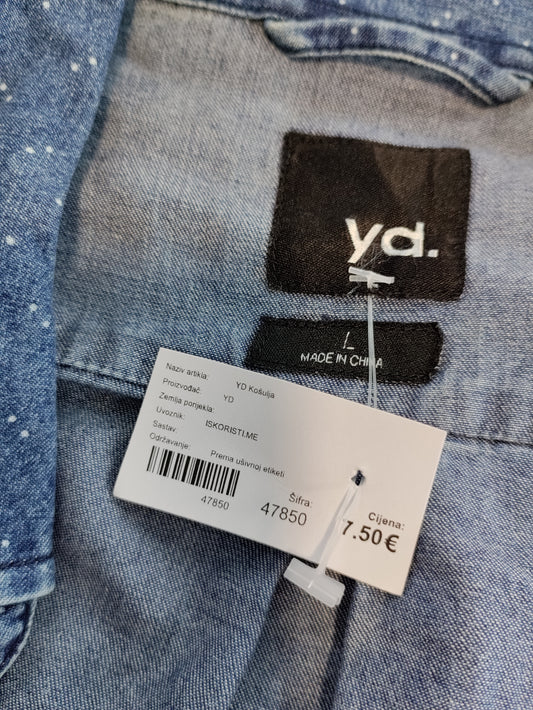 yd.
L
MADE IN CHINA
Naziv artikla: YD Košulja
Proizvođač: YD
Zemlja porijekla:
Uvoznik: ISKORISTI.ME
Sastav:
Održavanje: Prema ušivnoj etiketi
47850
Šifra:
47850
Cijena:
7.50€